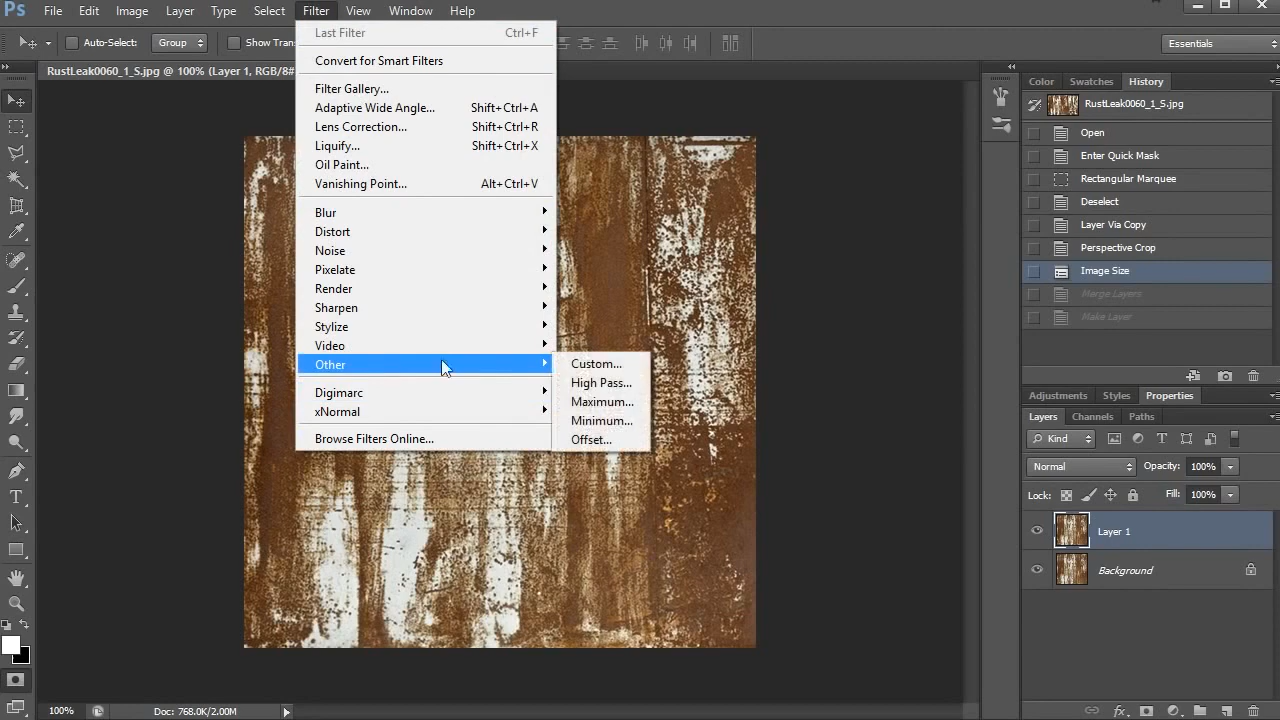 Ps File Edit Image Layer Type Select Filter View Window Help
Auto-Select: Group Show Tran
Essentials
RustLeak0060_1_S.jpg @ 100% (Layer 1, RGB/8#
Last Filter Ctrl+F
Convert for Smart Filters
Filter Gallery...
Adaptive Wide Angle... Shift+Ctrl+A
Lens Correction... Shift+Ctrl+R
Liquify... Shift+Ctrl+X
Oil Paint...
Vanishing Point... Alt+Ctrl+V
Blur
Distort
Noise
Pixelate
Render
Sharpen
Stylize
Video
Other
Digimarc
xNormal
Browse Filters Online...
Custom...
High Pass...
Maximum...
Minimum...
Offset...
Color Swatches History
RustLeak0060_1_S.jpg
Open
Enter Quick Mask
Rectangular Marquee
Deselect
Layer Via Copy
Perspective Crop
Image Size
Merge Layers
Make Layer
Adjustments Styles Properties
Layers Channels Paths
Kind
Normal Opacity: 100%
Lock: Fill: 100%
Layer 1
Background
fx
100% Doc: 768.0K/2.00M